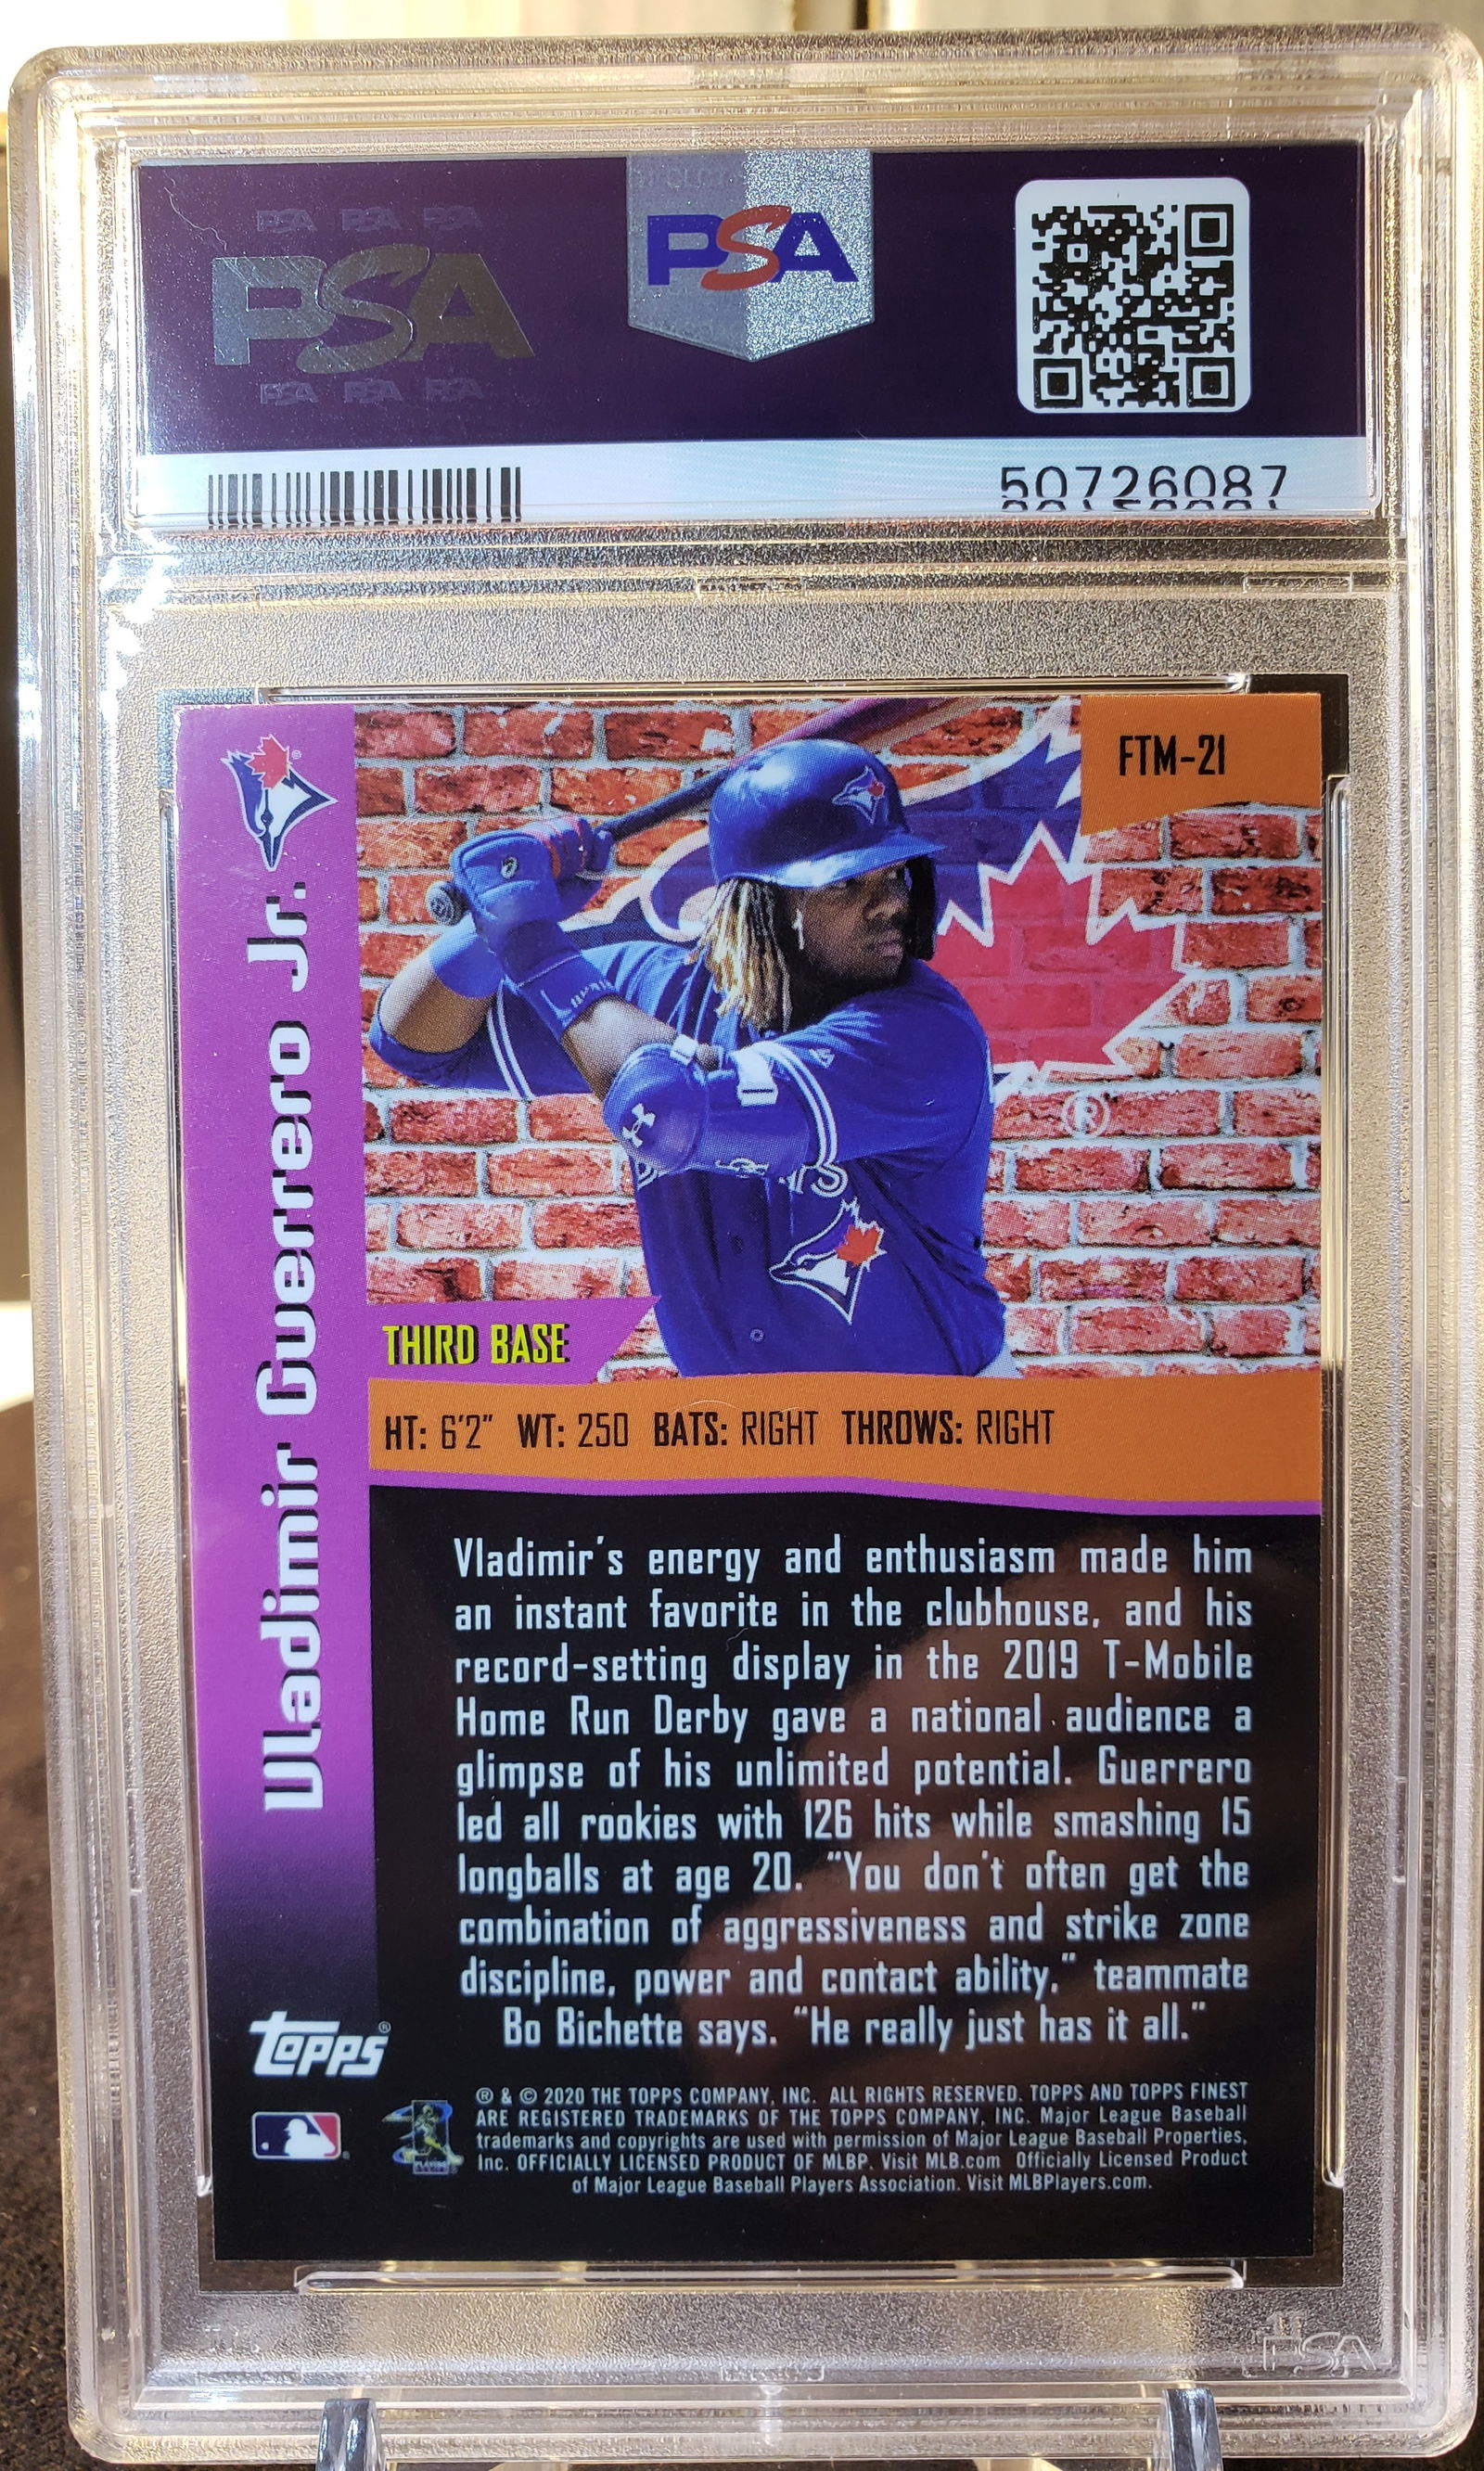 PSA PSA PSA
PSA
PSA PSA PSA
PSA
50726087
FTM-21
Vladimir Guerrero Jr.
THIRD BASE
HT: 6'2" WT: 250 BATS: RIGHT THROWS: RIGHT
Vladimir's energy and enthusiasm made him
an instant favorite in the clubhouse, and his
record-setting display in the 2019 T-Mobile
Home Run Derby gave a national audience a
glimpse of his unlimited potential. Guerrero
led all rookies with 126 hits while smashing 15
longballs at age 20. "You don't often get the
combination of aggressiveness and strike zone
discipline, power and contact ability," teammate
Bo Bichette says. "He really just has it all."
topps®
® & © 2020 THE TOPPS COMPANY, INC. ALL RIGHTS RESERVED. TOPPS AND TOPPS FINEST
ARE REGISTERED TRADEMARKS OF THE TOPPS COMPANY, INC. Major League Baseball
trademarks and copyrights are used with permission of Major League Baseball Properties,
Inc. OFFICIALLY LICENSED PRODUCT OF MLBP. Visit MLB.com Officially Licensed Product
of Major League Baseball Players Association. Visit MLBPlayers.com.
PSA